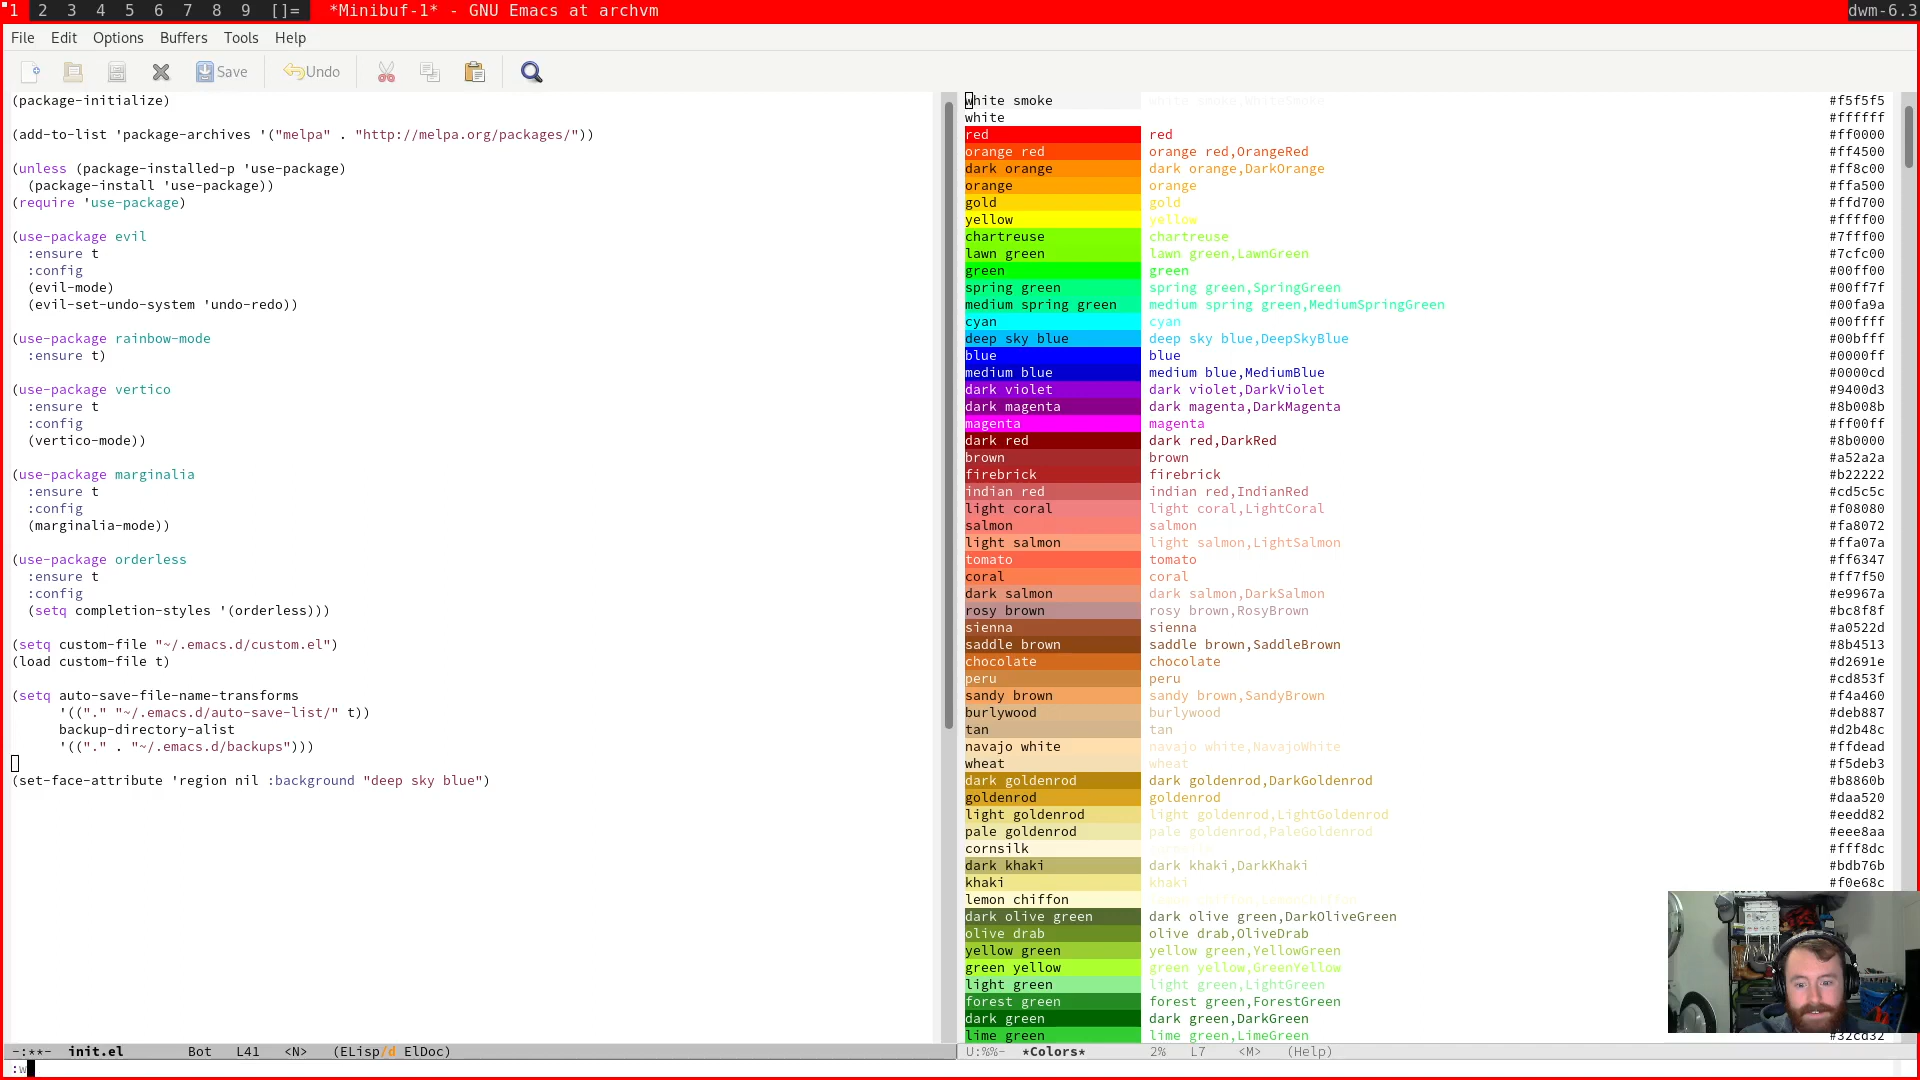 1 2 3 4 5 6 7 8 9 []= *Minibuf-1* - GNU Emacs at archvm dwm-6.3
File Edit Options Buffers Tools Help
Save Undo
(package-initialize)
(add-to-list 'package-archives '("melpa" . "http://melpa.org/packages/"))
(unless (package-installed-p 'use-package)
  (package-install 'use-package))
(require 'use-package)
(use-package evil
  :ensure t
  :config
  (evil-mode)
  (evil-set-undo-system 'undo-redo))
(use-package rainbow-mode
  :ensure t)
(use-package vertico
  :ensure t
  :config
  (vertico-mode))
(use-package marginalia
  :ensure t
  :config
  (marginalia-mode))
(use-package orderless
  :ensure t
  :config
  (setq completion-styles '(orderless)))
(setq custom-file "~/.emacs.d/custom.el")
(load custom-file t)
(setq auto-save-file-name-transforms
      '(("." "~/.emacs.d/auto-save-list/" t))
      backup-directory-alist
      '(("." . "~/.emacs.d/backups")))
(set-face-attribute 'region nil :background "deep sky blue")
white smoke white smoke,WhiteSmoke #f5f5f5
white #ffffff
red red #ff0000
orange red orange red,OrangeRed #ff4500
dark orange dark orange,DarkOrange #ff8c00
orange orange #ffa500
gold gold #ffd700
yellow yellow #ffff00
chartreuse chartreuse #7fff00
lawn green lawn green,LawnGreen #7cfc00
green green #00ff00
spring green spring green,SpringGreen #00ff7f
medium spring green medium spring green,MediumSpringGreen #00fa9a
cyan cyan #00ffff
deep sky blue deep sky blue,DeepSkyBlue #00bfff
blue blue #0000ff
medium blue medium blue,MediumBlue #0000cd
dark violet dark violet,DarkViolet #9400d3
dark magenta dark magenta,DarkMagenta #8b008b
magenta magenta #ff00ff
dark red dark red,DarkRed #8b0000
brown brown #a52a2a
firebrick firebrick #b22222
indian red indian red,IndianRed #cd5c5c
light coral light coral,LightCoral #f08080
salmon salmon #fa8072
light salmon light salmon,LightSalmon #ffa07a
tomato tomato #ff6347
coral coral #ff7f50
dark salmon dark salmon,DarkSalmon #e9967a
rosy brown rosy brown,RosyBrown #bc8f8f
sienna sienna #a0522d
saddle brown saddle brown,SaddleBrown #8b4513
chocolate chocolate #d2691e
peru peru #cd853f
sandy brown sandy brown,SandyBrown #f4a460
burlywood burlywood #deb887
tan tan #d2b48c
navajo white navajo white,NavajoWhite #ffdead
wheat wheat #f5deb3
dark goldenrod dark goldenrod,DarkGoldenrod #b8860b
goldenrod goldenrod #daa520
light goldenrod light goldenrod,LightGoldenrod #eedd82
pale goldenrod pale goldenrod,PaleGoldenrod #eee8aa
cornsilk #fff8dc
dark khaki dark khaki,DarkKhaki #bdb76b
khaki khaki #f0e68c
lemon chiffon lemon chiffon,LemonChiffon
dark olive green dark olive green,DarkOliveGreen
olive drab olive drab,OliveDrab
yellow green yellow green,YellowGreen
green yellow green yellow,GreenYellow
light green light green,LightGreen
forest green forest green,ForestGreen
dark green dark green,DarkGreen
lime green lime green,LimeGreen #32cd32
-:**- init.el Bot L41 <N> (ELisp/d ElDoc)
U:%%- *Colors* 2% L7 <M> (Help)
:w